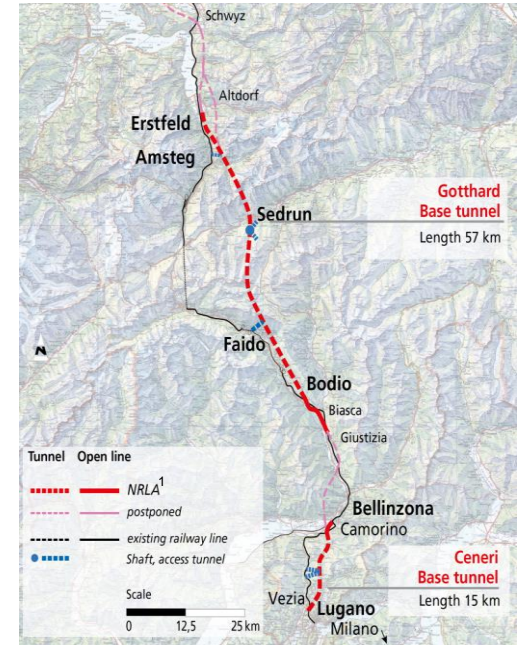 Schwyz
Altdorf
Erstfeld
Amsteg
Gotthard
Base tunnel
Sedrun
Length 57 km
N
Faido
Bodio
Biasca
Giustizia
Tunnel Open line
NRLA1
postponed
existing railway line
Shaft, access tunnel
Scale
0 12,5 25 km
Bellinzona
Camorino
Ceneri
Base tunnel
Length 15 km
Vezia
Lugano
Milano